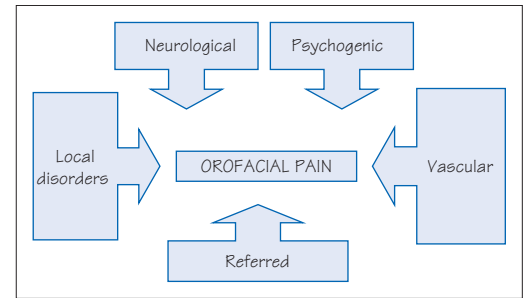 Neurological
Psychogenic
Local
disorders
OROFACIAL PAIN
Vascular
Referred